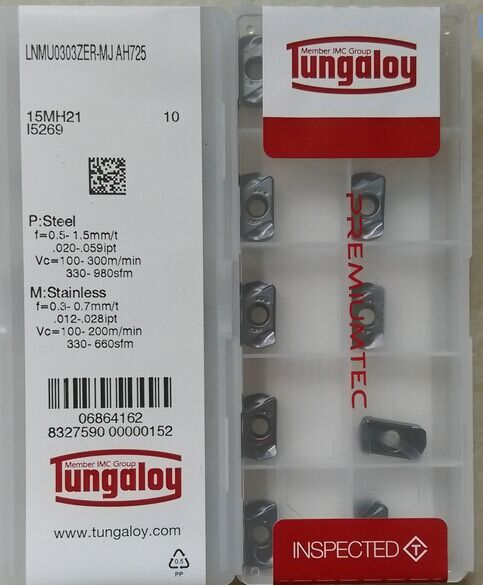 LNMU0303ZER-MJ AH725
15MH21 10
I5269
P:Steel
f=0.5- 1.5mm/t
.020-.059ipt
Vc=100- 300m/min
330- 980sfm
M:Stainless
f=0.3- 0.7mm/t
.012-.028ipt
Vc=100- 200m/min
330- 660sfm
06864162
8327590 00000152
Member IMC Group
Tungaloy
www.tungaloy.com
0.5
PP
Member IMC Group
Tungaloy
PREMIUMTEC
INSPECTED T